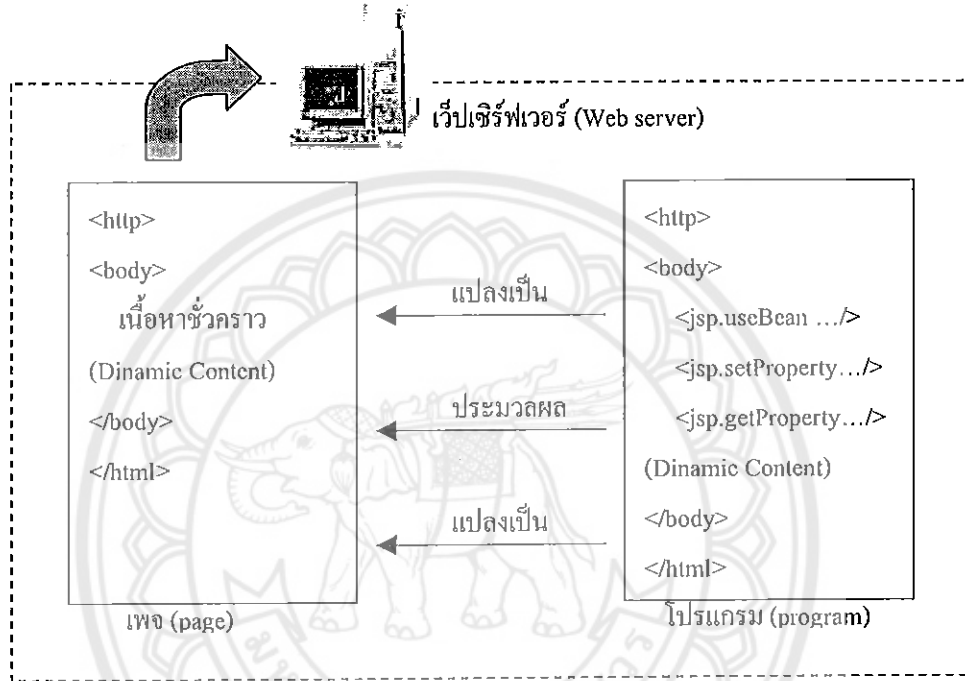 เว็ปเซิร์ฟเวอร์ (Web server)
<http>
<body>
เนื้อหาชั่วคราว
(Dinamic Content)
</body>
</html>
เพจ (page)
แปลงเป็น
ประมวลผล
แปลงเป็น
<http>
<body>
<jsp.useBean .../>
<jsp.setProperty.../>
<jsp.getProperty.../>
(Dinamic Content)
</body>
</html>
โปรแกรม (program)